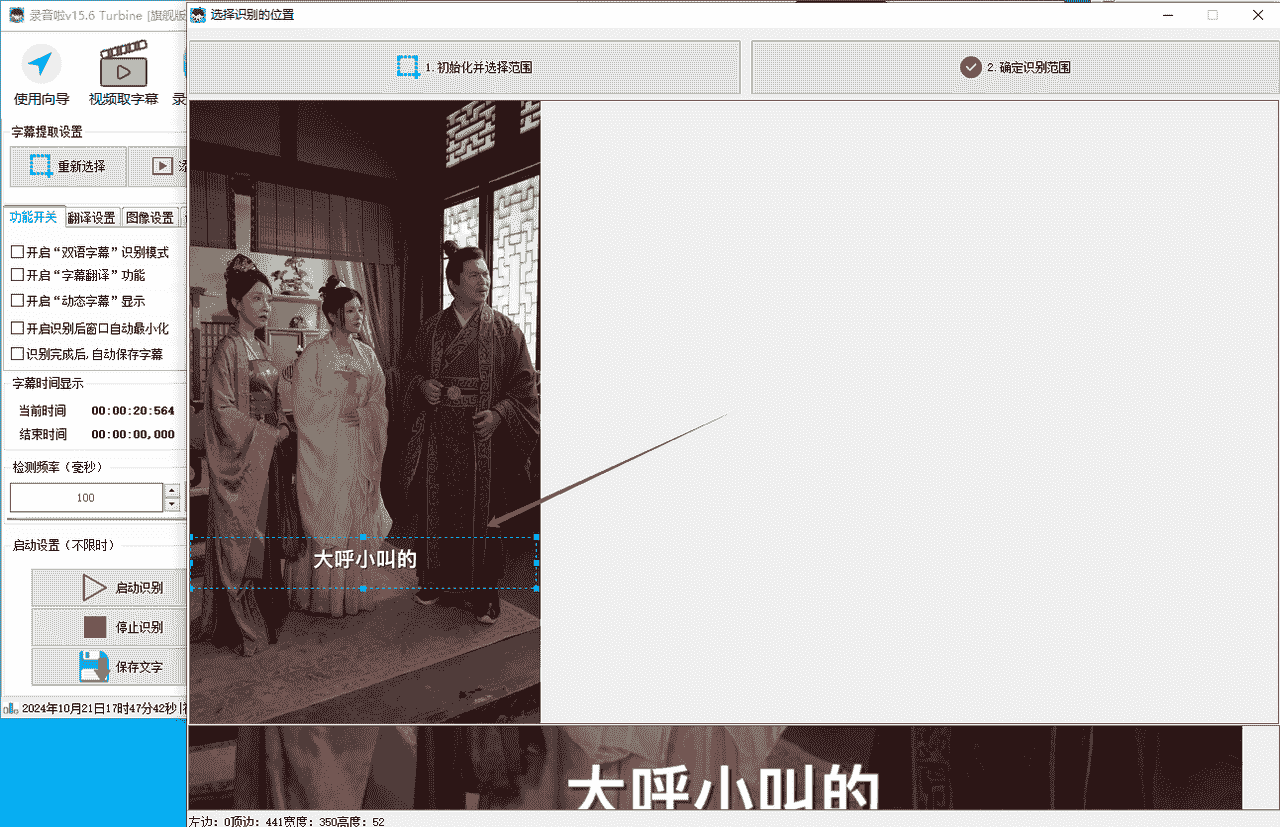 录音啦v15.6 Turbine [旗舰版
选择识别的位置
使用向导
视频取字幕
录
1.初始化并选择范围
2.确定识别范围
字幕提取设置
重新选择
功能开关
翻译设置
图像设置
开启“双语字幕”识别模式
开启“字幕翻译”功能
开启“动态字幕”显示
开启识别后窗口自动最小化
识别完成后,自动保存字幕
字幕时间显示
当前时间 00:00:20:564
结束时间 00:00:00,000
检测频率（毫秒）
100
启动设置（不限时）
启动识别
停止识别
保存文字
2024年10月21日17时47分42秒|
大呼小叫的
大呼小叫的
左边：0顶边：441宽度：350高度：52